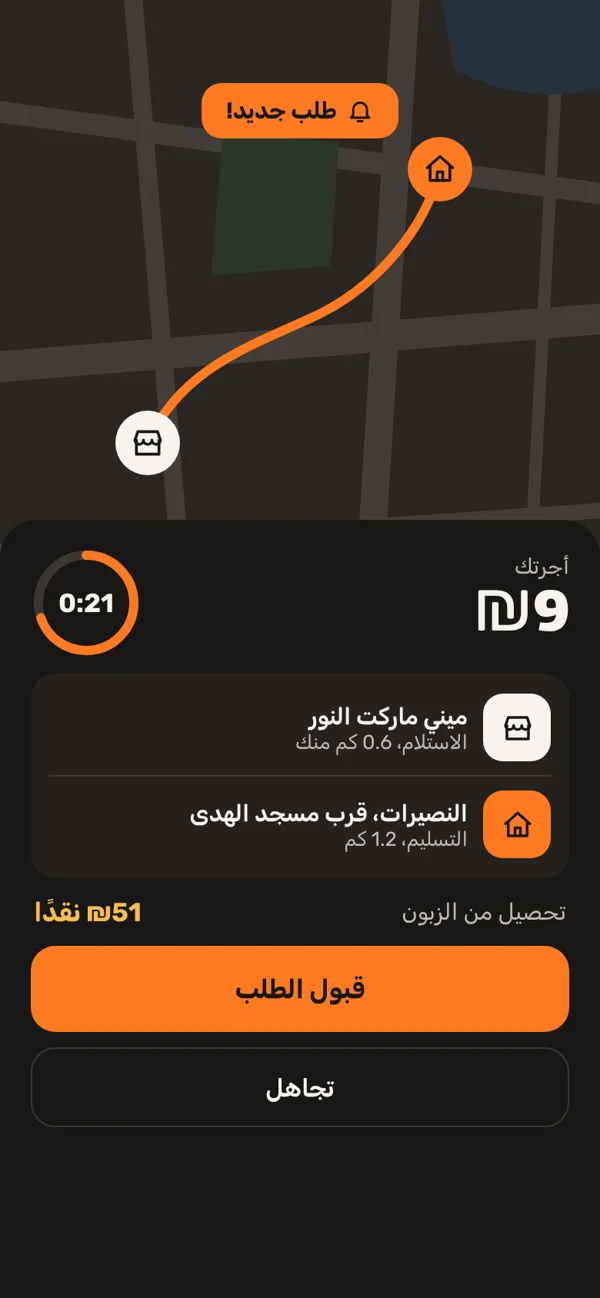 طلب جديد!
أجرتك
₪9
0:21
ميني ماركت النور
الاستلام، 0.6 كم منك
النصيرات، قرب مسجد الهدى
التسليم، 1.2 كم
تحصيل من الزبون
₪51 نقدًا
قبول الطلب
تجاهل